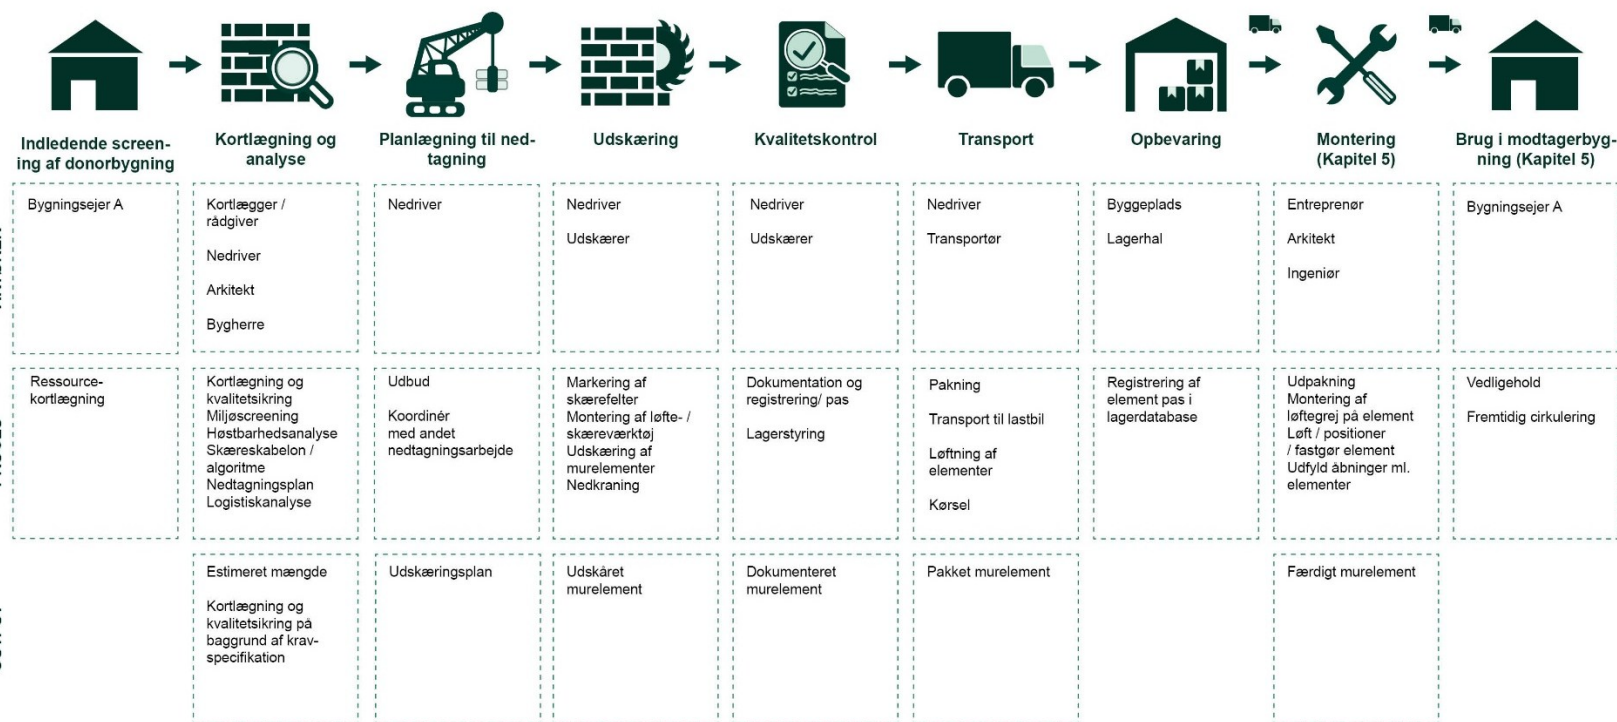 Indledende screen-
ing af donorbygning
Kortlægning og
analyse
Planlægning til ned-
tagning
Udskæring
Kvalitetskontrol
Transport
Opbevaring
Montering
(Kapitel 5)
Brug i modtagerbyg-
ning (Kapitel 5)
Bygningsejer A
Kortlægger /
rådgiver
Nedriver
Arkitekt
Bygherre
Nedriver
Nedriver
Udskærer
Nedriver
Udskærer
Nedriver
Transportør
Byggeplads
Lagerhal
Entreprenør
Arkitekt
Ingeniør
Bygningsejer A
Ressource-
kortlægning
Kortlægning og
kvalitetsikring
Miljøscreening
Høstbarhedsanalyse
Skæreskabelon /
algoritme
Nedtagningsplan
Logistiskanalyse
Udbud
Koordinér
med andet
nedtagningsarbejde
Markering af
skærefelter
Montering af løfte- /
skæreværktøj
Udskæring af
murelementer
Nedkraning
Dokumentation og
registrering/ pas
Lagerstyring
Pakning
Transport til lastbil
Løftning af
elementer
Kørsel
Registrering af
element pas i
lagerdatabase
Udpakning
Montering af
løftegrej på element
Løft / positioner
/ fastgør element
Udfyld åbninger ml.
elementer
Vedligehold
Fremtidig cirkulering
Estimeret mængde
Kortlægning og
kvalitetsikring på
baggrund af krav-
specifikation
Udskæringsplan
Udskåret
murelement
Dokumenteret
murelement
Pakket murelement
Færdigt murelement